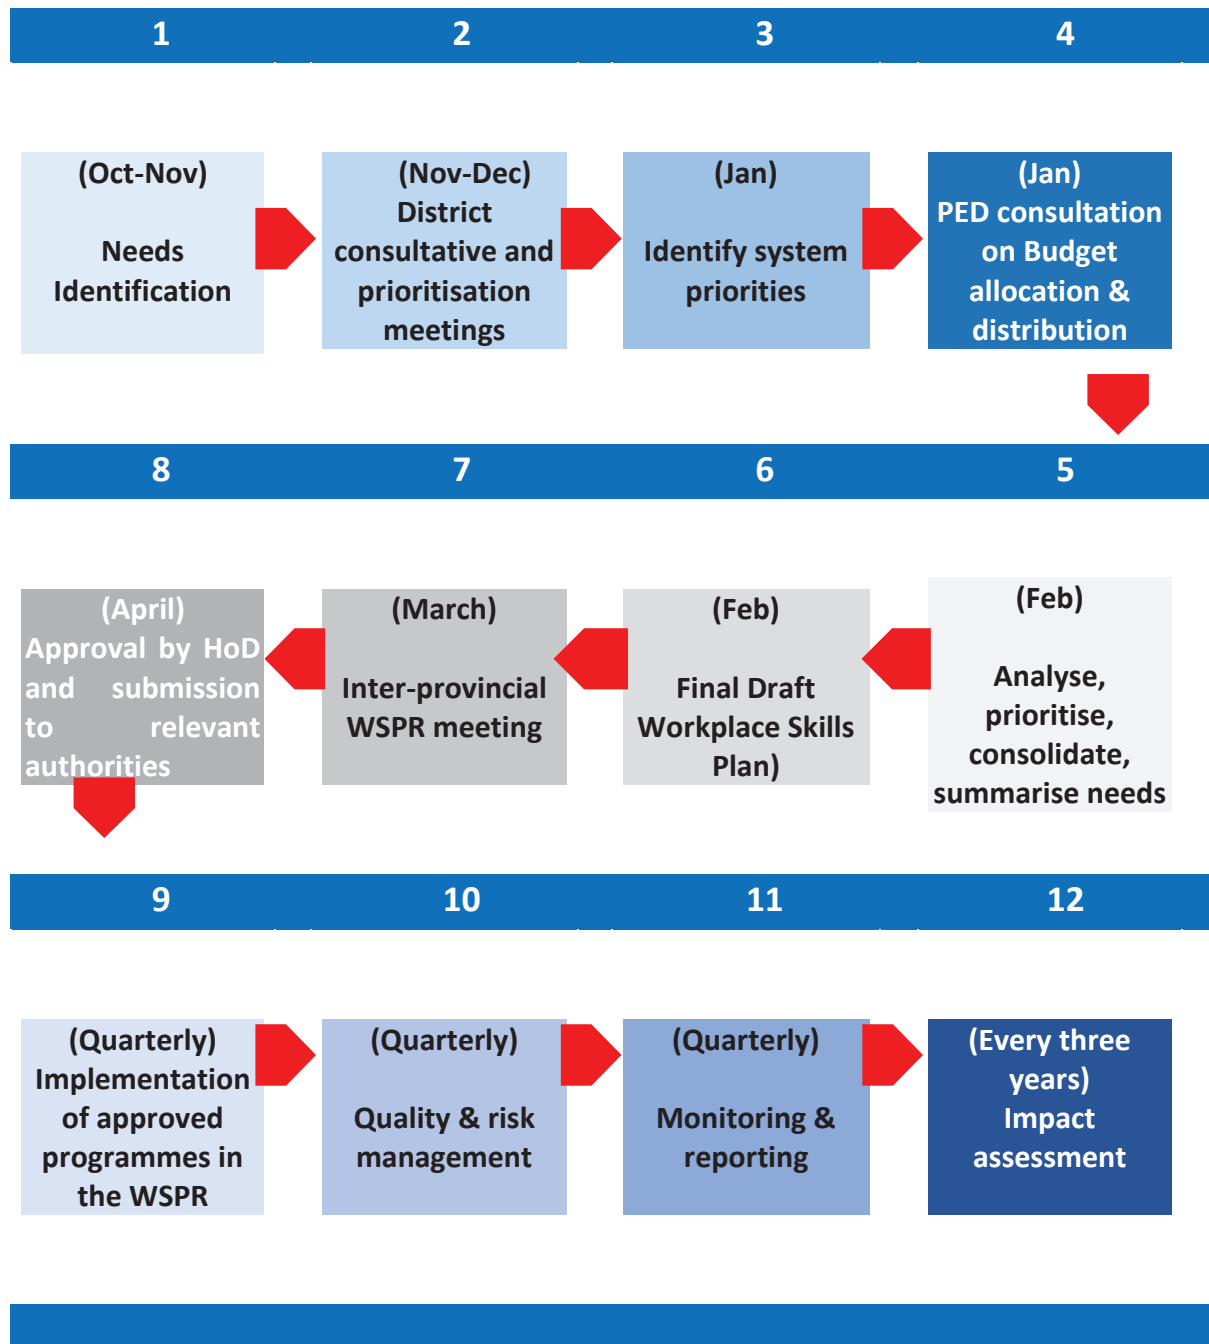 1 2 3 4
(Oct-Nov)
Needs
Identification
(Nov-Dec)
District
consultative and
prioritisation
meetings
(Jan)
Identify system
priorities
(Jan)
PED consultation
on Budget
allocation &
distribution
8 7 6 5
(April)
Approval by HoD
and submission
to relevant
authorities
(March)
Inter-provincial
WSPR meeting
(Feb)
Final Draft
Workplace Skills
Plan)
(Feb)
Analyse,
prioritise,
consolidate,
summarise needs
9 10 11 12
(Quarterly)
Implementation
of approved
programmes in
the WSPR
(Quarterly)
Quality & risk
management
(Quarterly)
Monitoring &
reporting
(Every three
years)
Impact
assessment